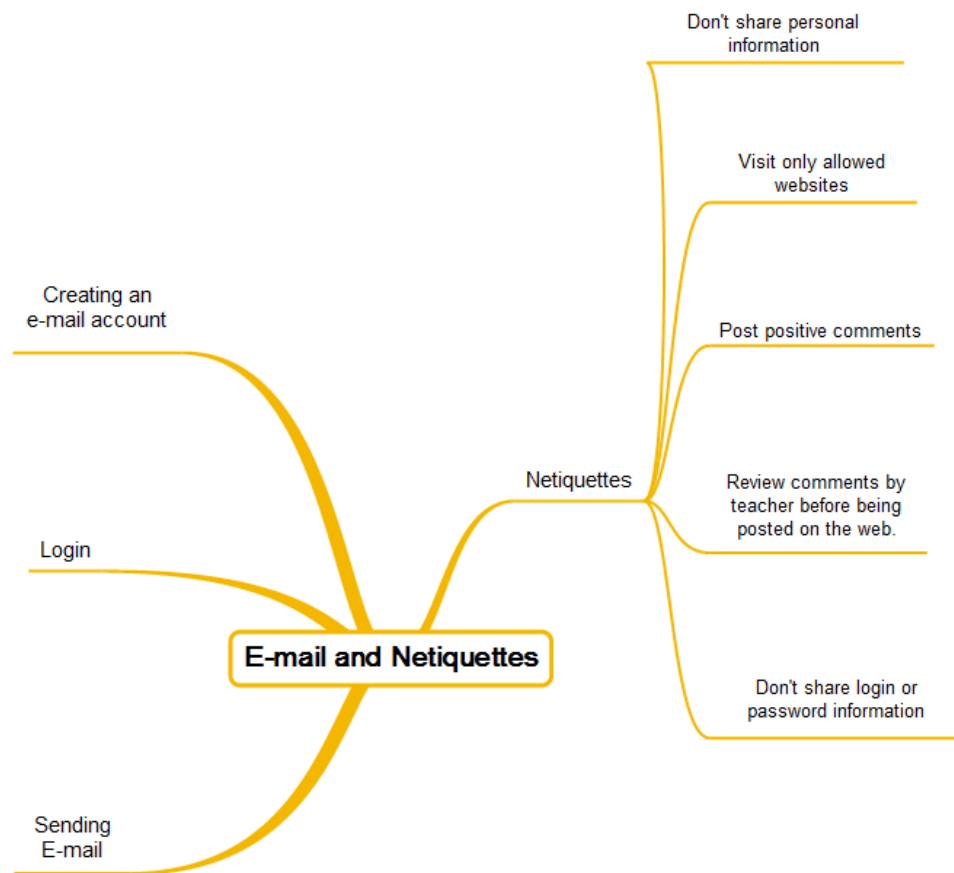 Don't share personal
information
Visit only allowed
websites
Creating an
e-mail account
Post positive comments
Netiquettes
Review comments by
teacher before being
posted on the web.
Login
E-mail and Netiquettes
Don't share login or
password information
Sending
E-mail